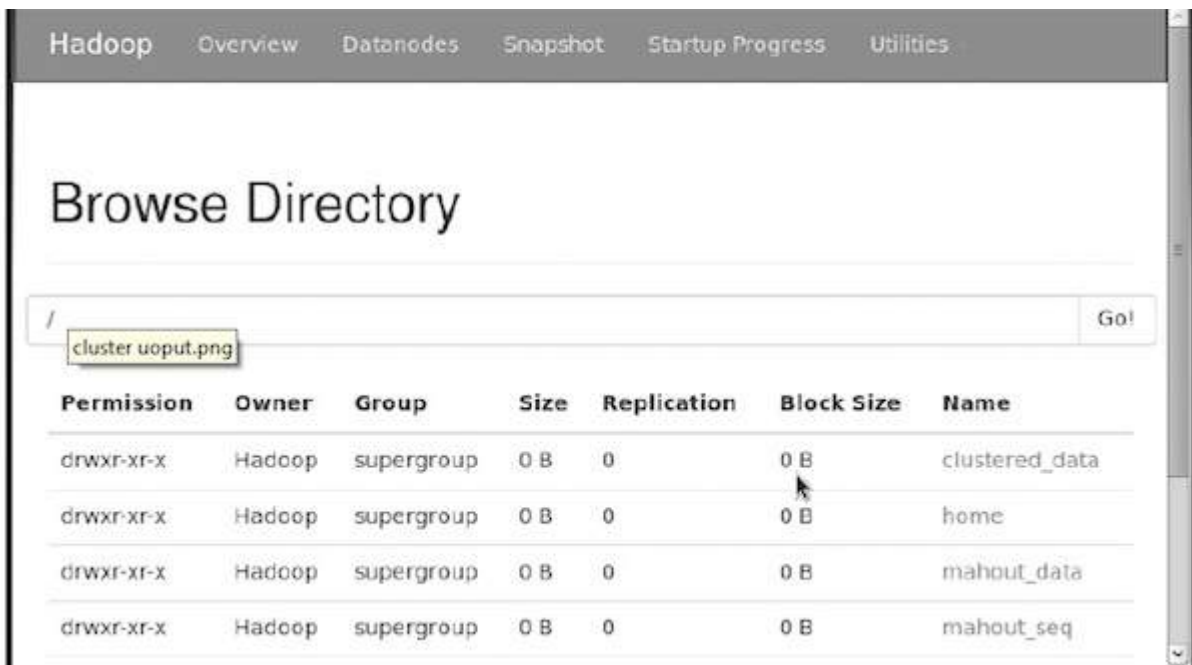 Hadoop Overview Datanodes Snapshot Startup Progress Utilities
Browse Directory
/ Go!
cluster uoput.png
Permission Owner Group Size Replication Block Size Name
drwxr-xr-x Hadoop supergroup 0 B 0 0 B clustered_data
drwxr-xr-x Hadoop supergroup 0 B 0 0 B home
drwxr-xr-x Hadoop supergroup 0 B 0 0 B mahout_data
drwxr-xr-x Hadoop supergroup 0 B 0 0 B mahout_seq